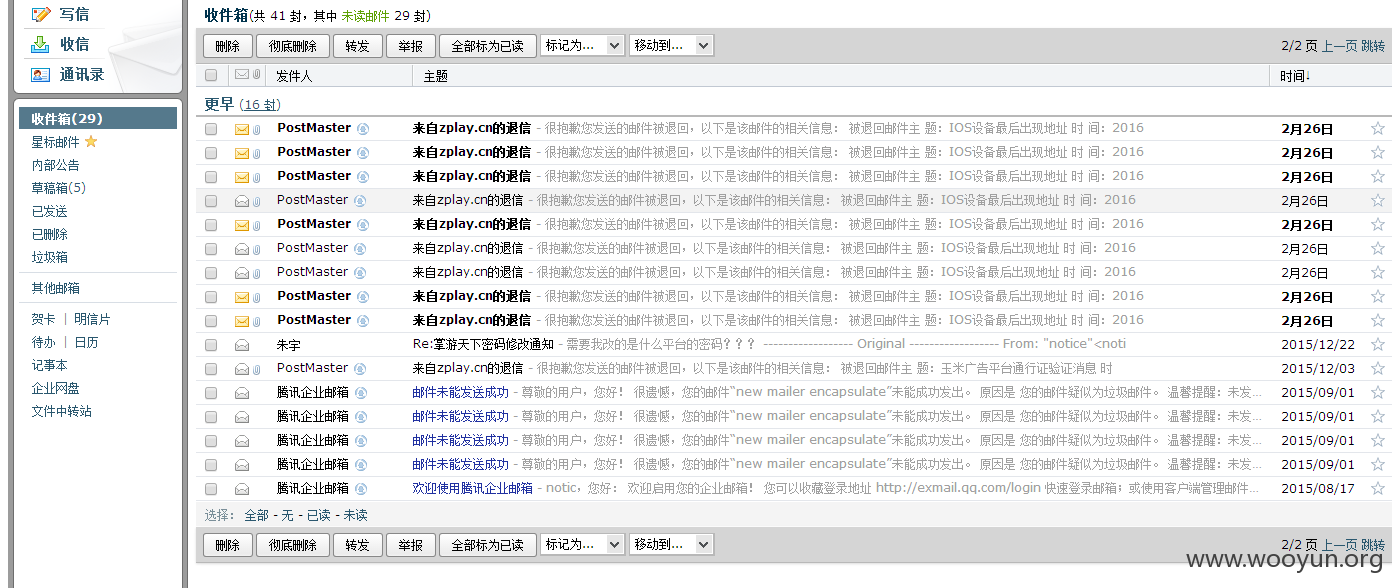 写信
收信
通讯录
收件箱(29)
星标邮件
内部公告
草稿箱(5)
已发送
已删除
垃圾箱
其他邮箱
贺卡 | 明信片
待办 | 日历
记事本
企业网盘
文件中转站
收件箱(共 41 封，其中 未读邮件 29 封)
删除 彻底删除 转发 举报 全部标为已读 标记为... 移动到... 2/2 页 上一页 跳转
发件人 主题 时间↓
更早 (16 封)
PostMaster 来自zplay.cn的退信 - 很抱歉您发送的邮件被退回，以下是该邮件的相关信息： 被退回邮件主 题：IOS设备最后出现地址 时 间：2016 2月26日
PostMaster 来自zplay.cn的退信 - 很抱歉您发送的邮件被退回，以下是该邮件的相关信息： 被退回邮件主 题：IOS设备最后出现地址 时 间：2016 2月26日
PostMaster 来自zplay.cn的退信 - 很抱歉您发送的邮件被退回，以下是该邮件的相关信息： 被退回邮件主 题：IOS设备最后出现地址 时 间：2016 2月26日
PostMaster 来自zplay.cn的退信 - 很抱歉您发送的邮件被退回，以下是该邮件的相关信息： 被退回邮件主 题：IOS设备最后出现地址 时 间：2016 2月26日
PostMaster 来自zplay.cn的退信 - 很抱歉您发送的邮件被退回，以下是该邮件的相关信息： 被退回邮件主 题：IOS设备最后出现地址 时 间：2016 2月26日
PostMaster 来自zplay.cn的退信 - 很抱歉您发送的邮件被退回，以下是该邮件的相关信息： 被退回邮件主 题：IOS设备最后出现地址 时 间：2016 2月26日
PostMaster 来自zplay.cn的退信 - 很抱歉您发送的邮件被退回，以下是该邮件的相关信息： 被退回邮件主 题：IOS设备最后出现地址 时 间：2016 2月26日
PostMaster 来自zplay.cn的退信 - 很抱歉您发送的邮件被退回，以下是该邮件的相关信息： 被退回邮件主 题：IOS设备最后出现地址 时 间：2016 2月26日
PostMaster 来自zplay.cn的退信 - 很抱歉您发送的邮件被退回，以下是该邮件的相关信息： 被退回邮件主 题：IOS设备最后出现地址 时 间：2016 2月26日
朱宇 Re:掌游天下密码修改通知 - 需要我改的是什么平台的密码？？？ ------------------ Original ------------------ From: "notice"<noti 2015/12/22
PostMaster 来自zplay.cn的退信 - 很抱歉您发送的邮件被退回，以下是该邮件的相关信息： 被退回邮件主 题：玉米广告平台通行证验证消息 时 2015/12/03
腾讯企业邮箱 邮件未能发送成功 - 尊敬的用户，您好！ 很遗憾，您的邮件“new mailer encapsulate”未能成功发出。 原因是 您的邮件疑似为垃圾邮件。 温馨提醒：未发... 2015/09/01
腾讯企业邮箱 邮件未能发送成功 - 尊敬的用户，您好！ 很遗憾，您的邮件“new mailer encapsulate”未能成功发出。 原因是 您的邮件疑似为垃圾邮件。 温馨提醒：未发... 2015/09/01
腾讯企业邮箱 邮件未能发送成功 - 尊敬的用户，您好！ 很遗憾，您的邮件“new mailer encapsulate”未能成功发出。 原因是 您的邮件疑似为垃圾邮件。 温馨提醒：未发... 2015/09/01
腾讯企业邮箱 邮件未能发送成功 - 尊敬的用户，您好！ 很遗憾，您的邮件“new mailer encapsulate”未能成功发出。 原因是 您的邮件疑似为垃圾邮件。 温馨提醒：未发... 2015/09/01
腾讯企业邮箱 欢迎使用腾讯企业邮箱 - notic，您好： 欢迎启用您的企业邮箱！ 您可以收藏登录地址 http://exmail.qq.com/login 快速登录邮箱；或使用客户端管理邮件... 2015/08/17
选择： 全部 - 无 - 已读 - 未读
删除 彻底删除 转发 举报 全部标为已读 标记为... 移动到... 2/2 页 上一页 跳转
www.wooyun.org